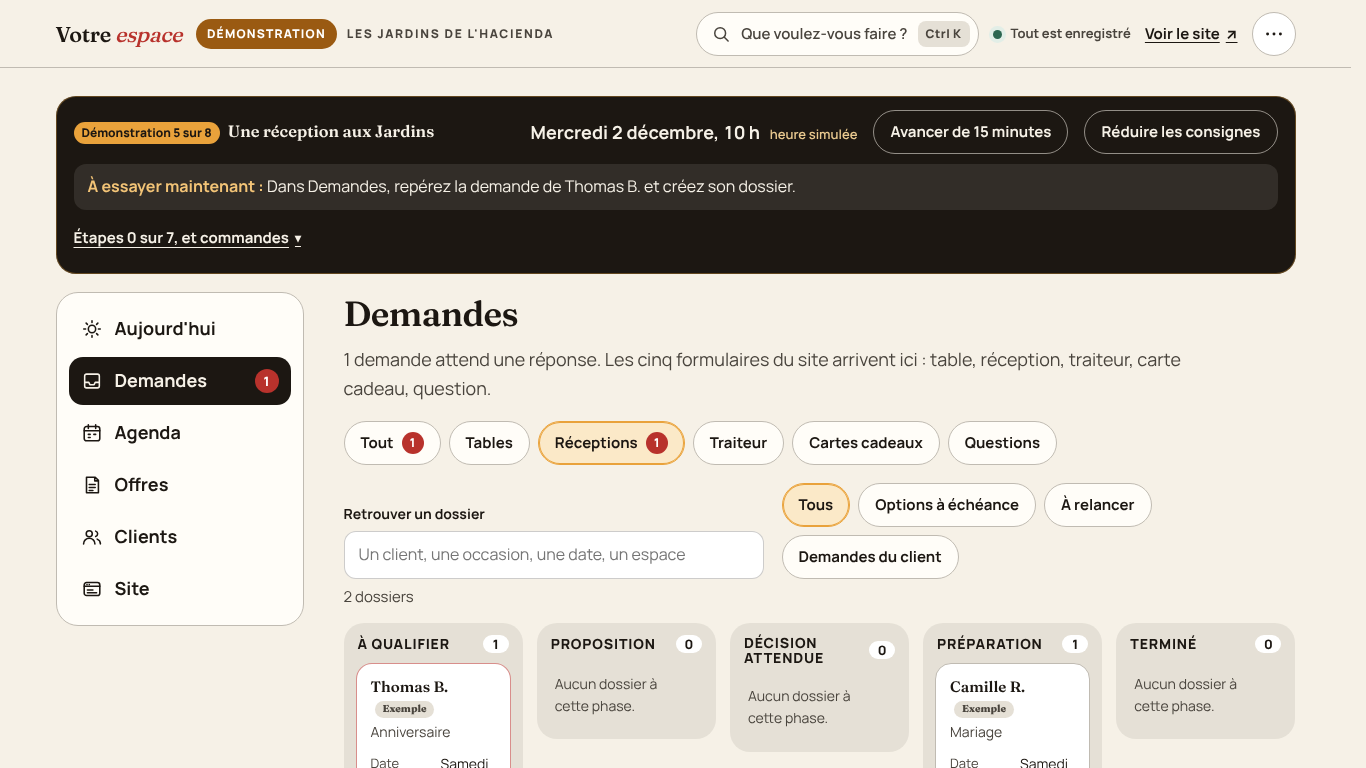 Votre espace DÉMONSTRATION LES JARDINS DE L'HACIENDA Que voulez-vous faire ? Ctrl K Tout est enregistré Voir le site ↗ ···
Démonstration 5 sur 8 Une réception aux Jardins Mercredi 2 décembre, 10 h heure simulée Avancer de 15 minutes Réduire les consignes
À essayer maintenant : Dans Demandes, repérez la demande de Thomas B. et créez son dossier.
Étapes 0 sur 7, et commandes ▾
Aujourd'hui
Demandes 1
Agenda
Offres
Clients
Site
Demandes
1 demande attend une réponse. Les cinq formulaires du site arrivent ici : table, réception, traiteur, carte
cadeau, question.
Tout 1 Tables Réceptions 1 Traiteur Cartes cadeaux Questions
Retrouver un dossier
Un client, une occasion, une date, un espace
Tous Options à échéance À relancer
Demandes du client
2 dossiers
À QUALIFIER 1
Thomas B.
Exemple
Anniversaire
Date Samedi
PROPOSITION 0
Aucun dossier à
cette phase.
DÉCISION
ATTENDUE 0
Aucun dossier à
cette phase.
PRÉPARATION 1
Camille R.
Exemple
Mariage
Date Samedi
TERMINÉ 0
Aucun dossier à
cette phase.